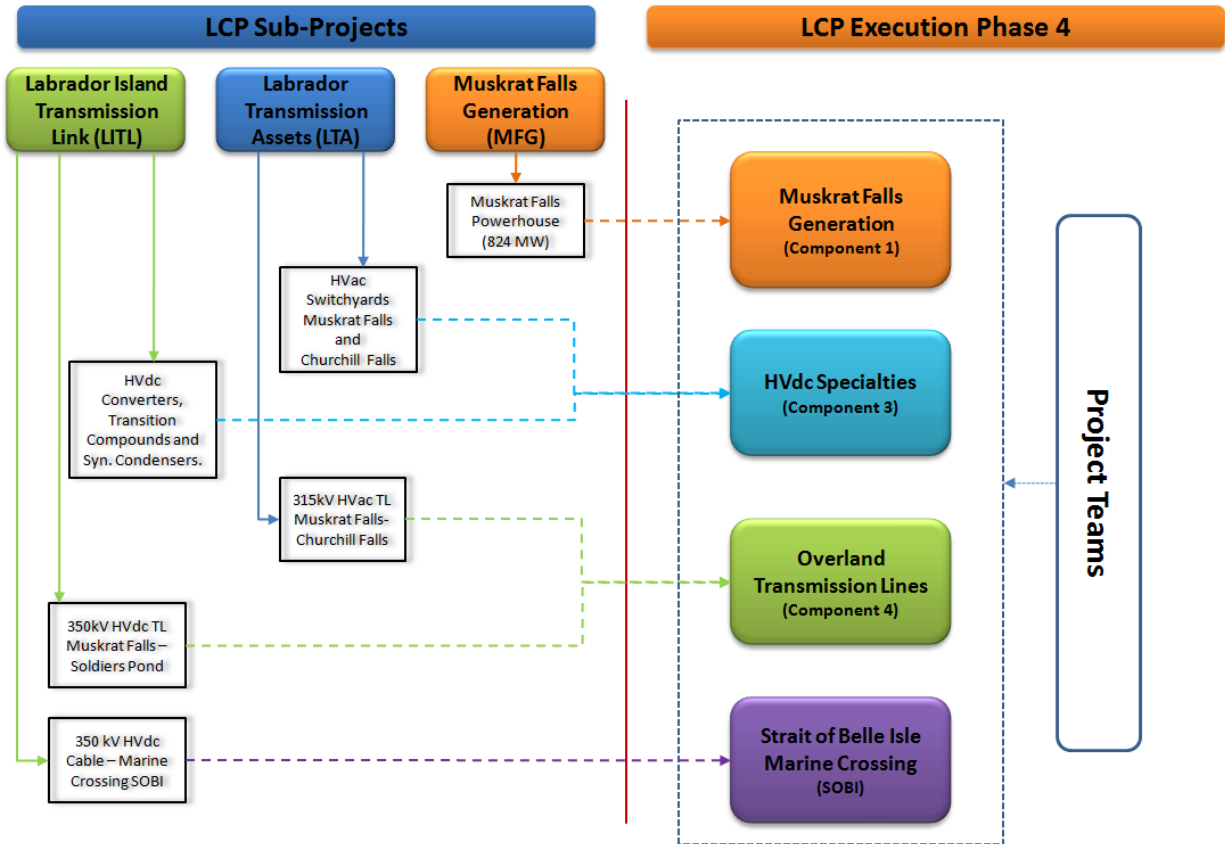 LCP Sub-Projects
LCP Execution Phase 4
Labrador Island
Transmission
Link (LITL)
Labrador
Transmission
Assets (LTA)
Muskrat Falls
Generation
(MFG)
Muskrat Falls
Powerhouse
(824 MW)
HVac
Switchyards
Muskrat Falls
and
Churchill Falls
HVdc
Converters,
Transition
Compounds and
Syn. Condensers.
315kV HVac TL
Muskrat Falls-
Churchill Falls
350kV HVdc TL
Muskrat Falls –
Soldiers Pond
350 kV HVdc
Cable – Marine
Crossing SOBI
Muskrat Falls
Generation
(Component 1)
HVdc Specialties
(Component 3)
Overland
Transmission Lines
(Component 4)
Strait of Belle Isle
Marine Crossing
(SOBI)
Project Teams